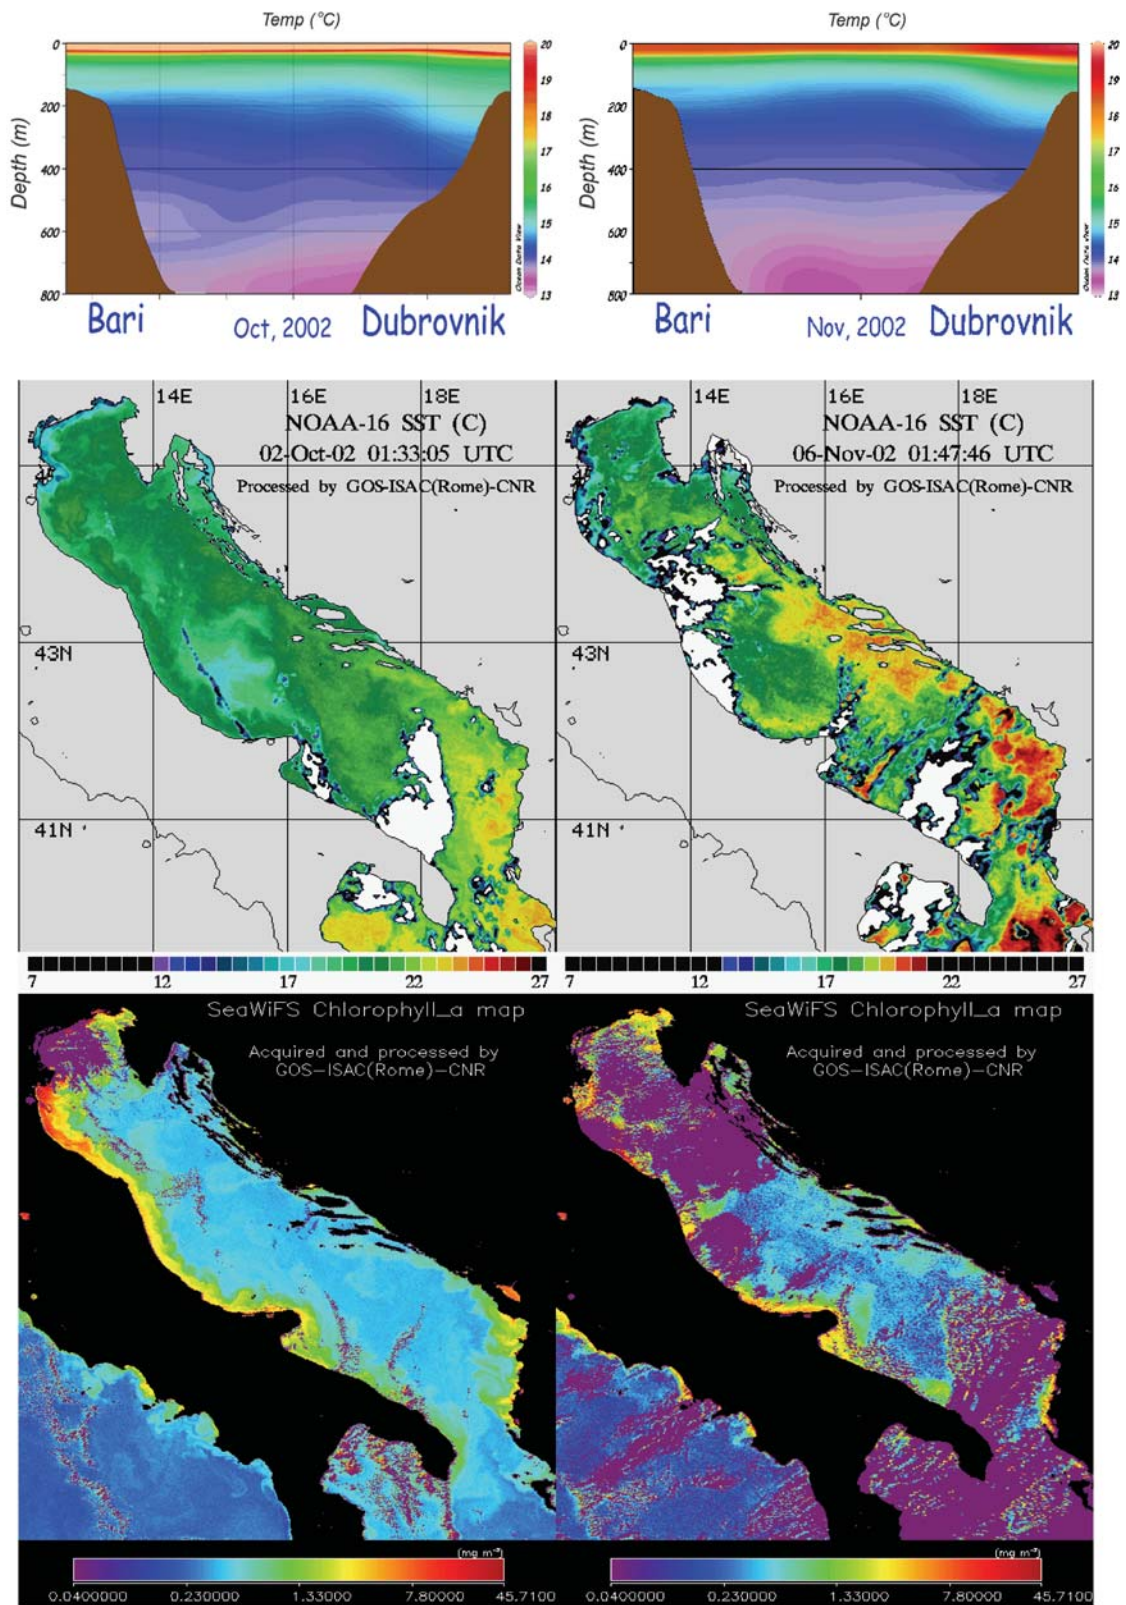 Temp (°C)
Temp (°C)
Depth (m)
0
200
400
600
800
20
19
18
17
16
15
14
13
Ocean Data View
Depth (m)
0
200
400
600
800
20
19
18
17
16
15
14
13
Ocean Data View
Bari Oct, 2002 Dubrovnik
Bari Nov, 2002 Dubrovnik
14E 16E 18E
NOAA-16 SST (C)
02-Oct-02 01:33:05 UTC
Processed by GOS-ISAC(Rome)-CNR
43N
41N
7 12 17 22 27
14E 16E 18E
NOAA-16 SST (C)
06-Nov-02 01:47:46 UTC
Processed by GOS-ISAC(Rome)-CNR
43N
41N
7 12 17 22 27
SeaWiFS Chlorophyll_a map
Acquired and processed by
GOS-ISAC(Rome)-CNR
(mg m⁻³)
0.0400000 0.230000 1.33000 7.80000 45.7100
SeaWiFS Chlorophyll_a map
Acquired and processed by
GOS-ISAC(Rome)-CNR
(mg m⁻³)
0.0400000 0.230000 1.33000 7.80000 45.7100